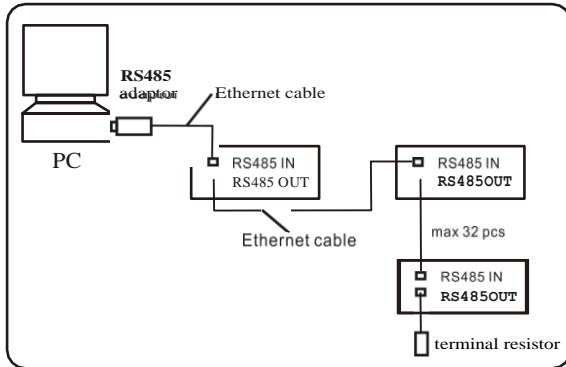 RS485
adaptor
Ethernet cable
PC
RS485 IN
RS485 OUT
RS485 IN
RS485OUT
Ethernet cable
max 32 pcs
RS485 IN
RS485OUT
terminal resistor